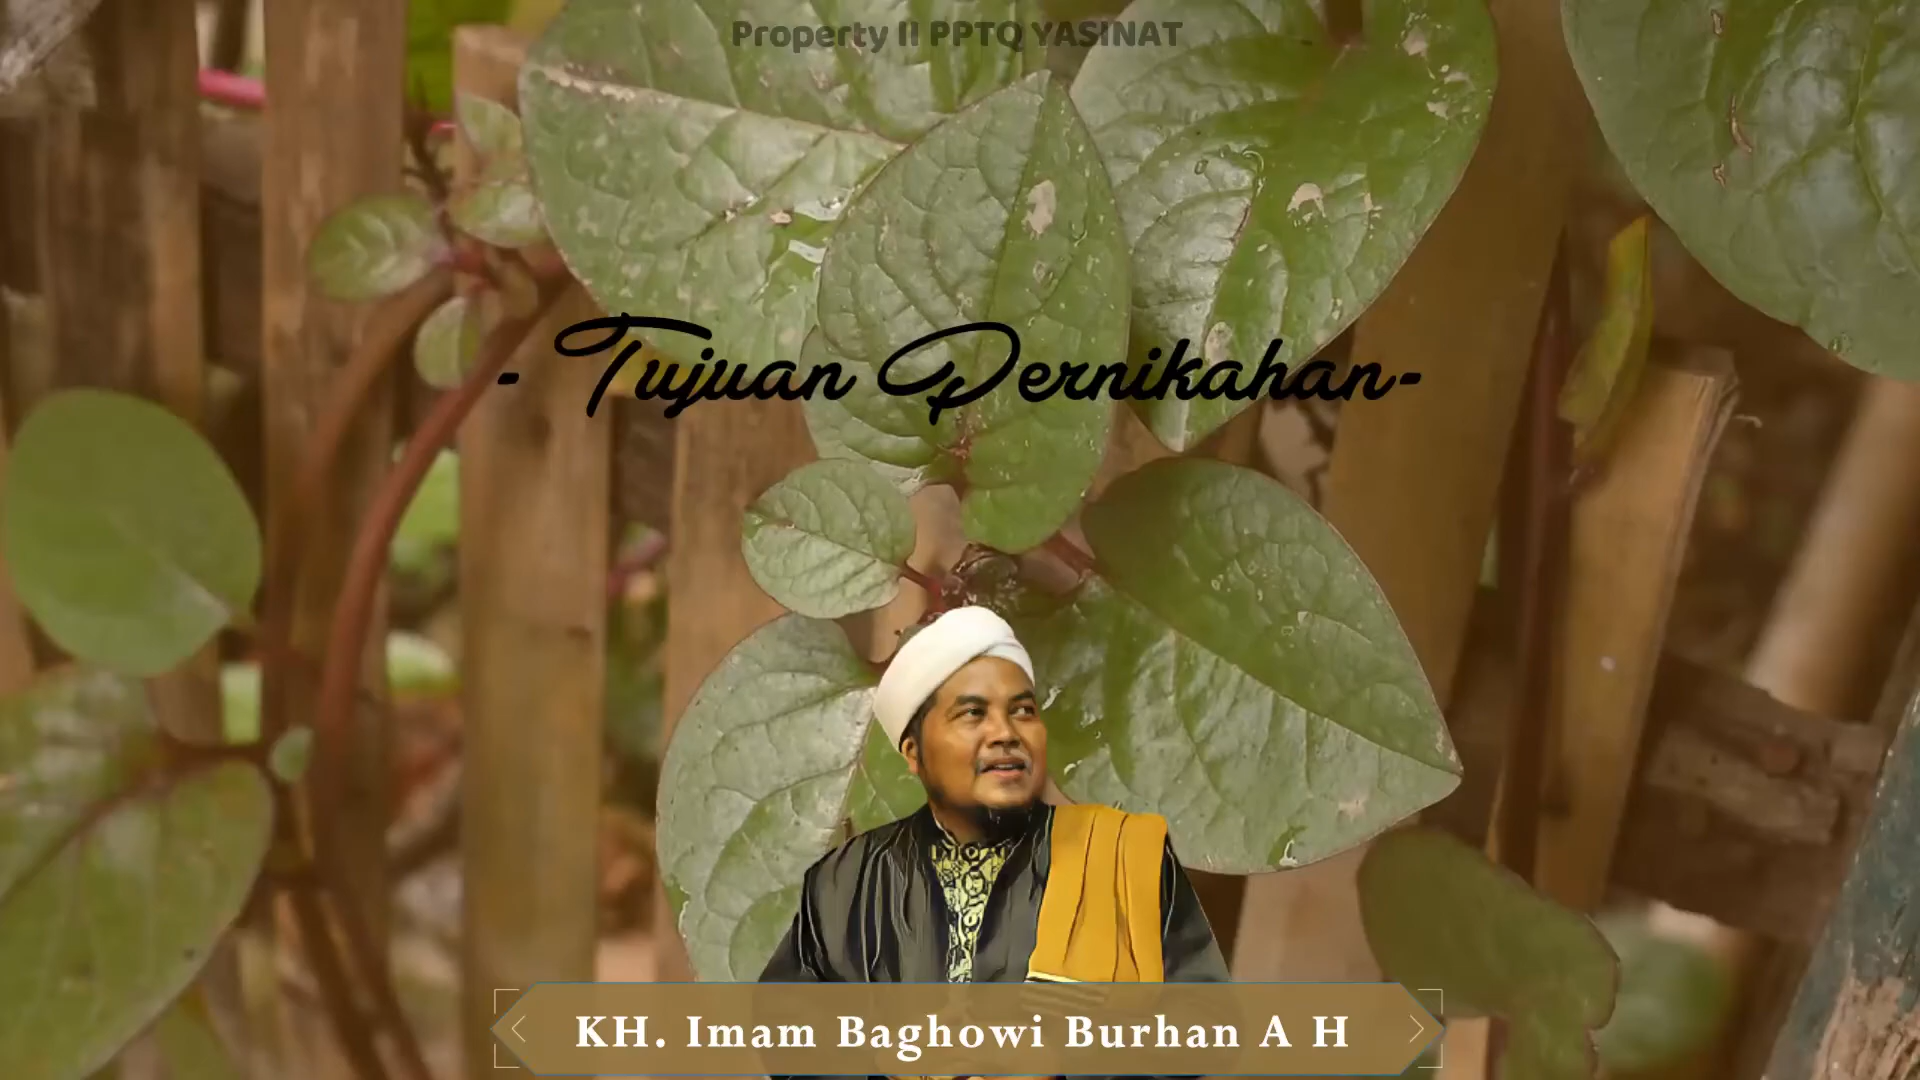 Property II PPTQ YASINAT
- Tujuan Pernikahan-
KH. Imam Baghowi Burhan A H